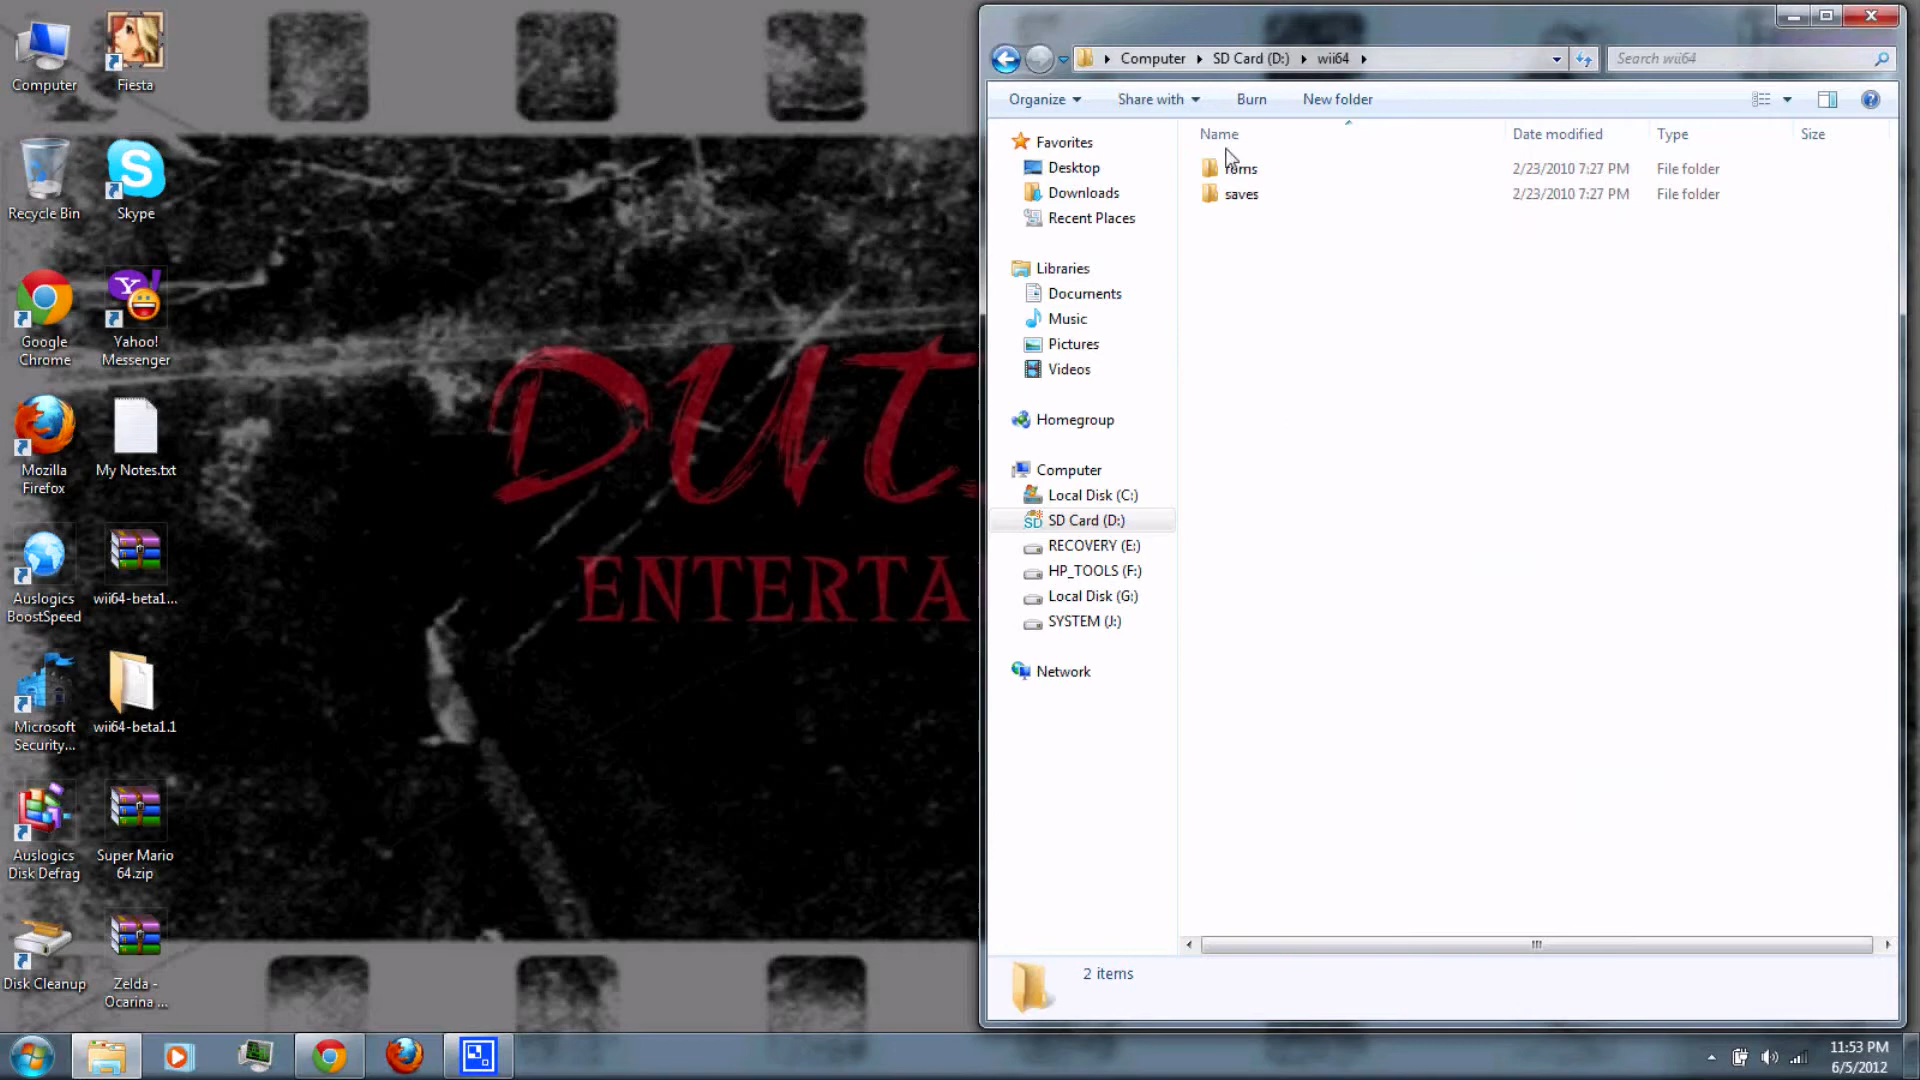 Computer
Fiesta
Recycle Bin
Skype
Google
Chrome
Yahoo!
Messenger
Mozilla
Firefox
My Notes.txt
Auslogics
BoostSpeed
wii64-beta1...
Microsoft
Security...
wii64-beta1.1
Auslogics
Disk Defrag
Super Mario
64.zip
Disk Cleanup
Zelda -
Ocarina ...
DUT
ENTERTA
Computer SD Card (D:) wii64
Search wii64
Organize Share with Burn New folder
Name Date modified Type Size
roms 2/23/2010 7:27 PM File folder
saves 2/23/2010 7:27 PM File folder
Favorites
Desktop
Downloads
Recent Places
Libraries
Documents
Music
Pictures
Videos
Homegroup
Computer
Local Disk (C:)
SD Card (D:)
RECOVERY (E:)
HP_TOOLS (F:)
Local Disk (G:)
SYSTEM (J:)
Network
2 items
11:53 PM
6/5/2012